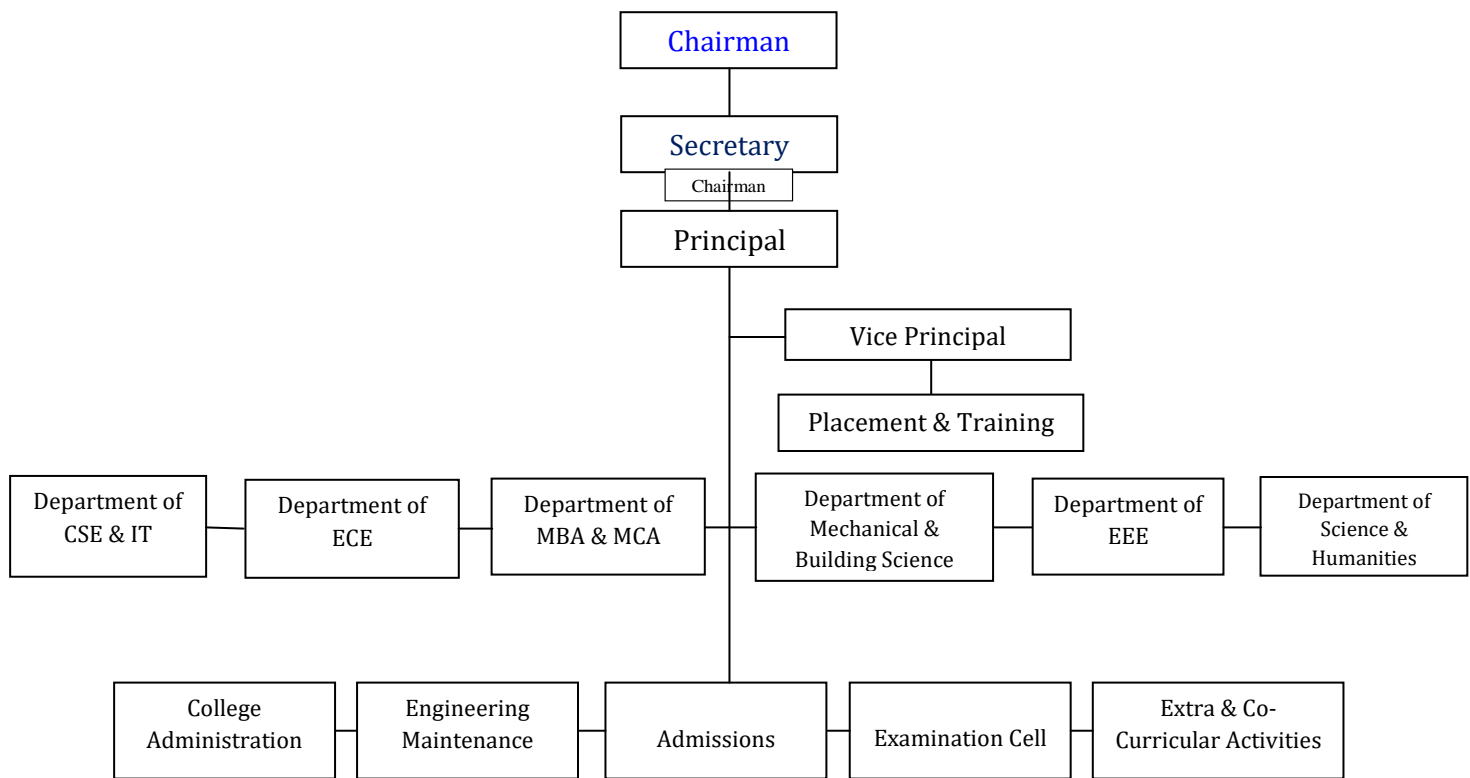 Chairman
Secretary
Chairman
Principal
Vice Principal
Placement & Training
Department of
CSE & IT
Department of
ECE
Department of
MBA & MCA
Department of
Mechanical &
Building Science
Department of
EEE
Department of
Science &
Humanities
College
Administration
Engineering
Maintenance
Admissions
Examination Cell
Extra & Co-
Curricular Activities